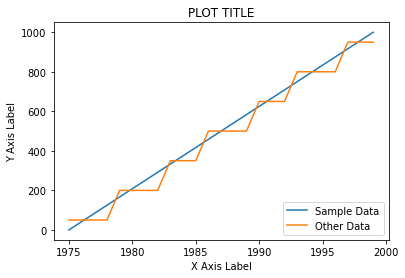 PLOT TITLE
1000
800
600
400
200
0
Y Axis Label
Sample Data
Other Data
1975 1980 1985 1990 1995 2000
X Axis Label